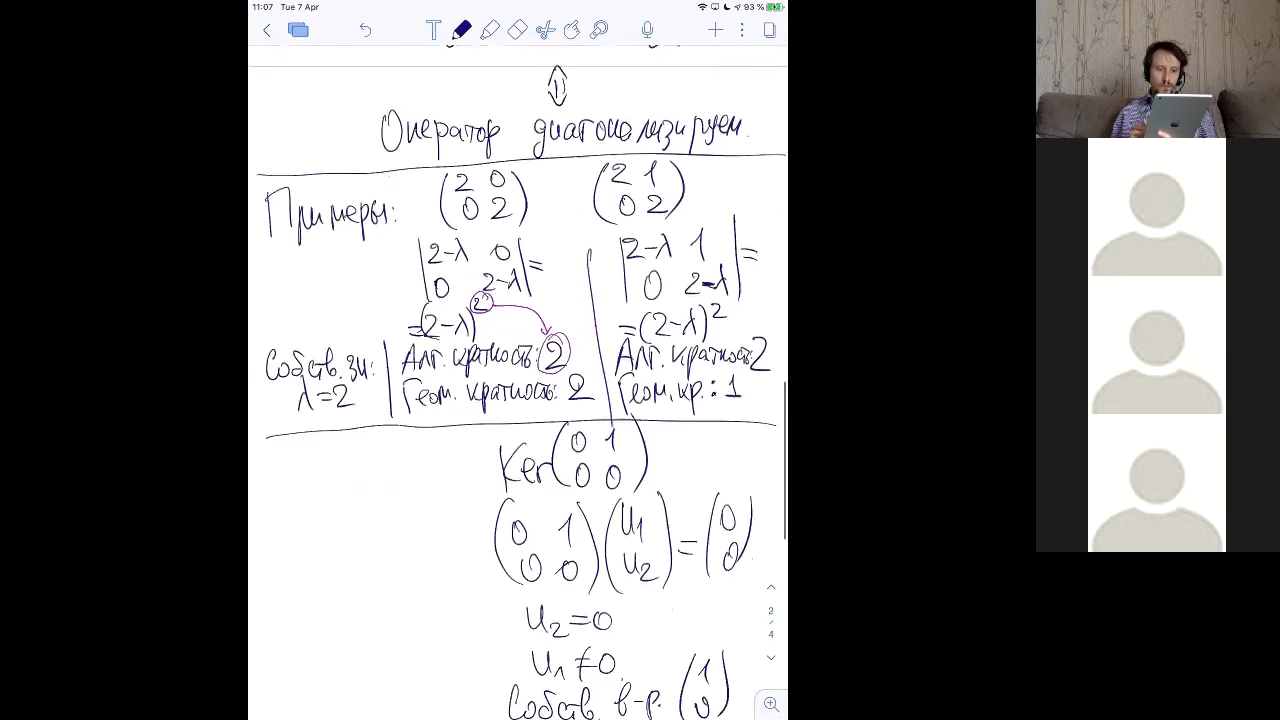 11:07 Tue 7 Apr 93 %
T
Оператор диагонализируем.
Примеры: (2 0) (2 1)
(0 2) (0 2)
|2-λ 0| |2-λ 1|
|0 2-λ| = |0 2-λ| =
=(2-λ)² =(2-λ)²
Собств. зн: Алг. кратность: 2 Алг. кратность 2
λ=2 Геом. кратность: 2 Геом. кр.: 1
Ker (0 1)
(0 0)
(0 1) (u₁) = (0)
(0 0) (u₂) (0)
u₂=0
u₁≠0
Собств. в-р. (1)
(0)
2
/
4